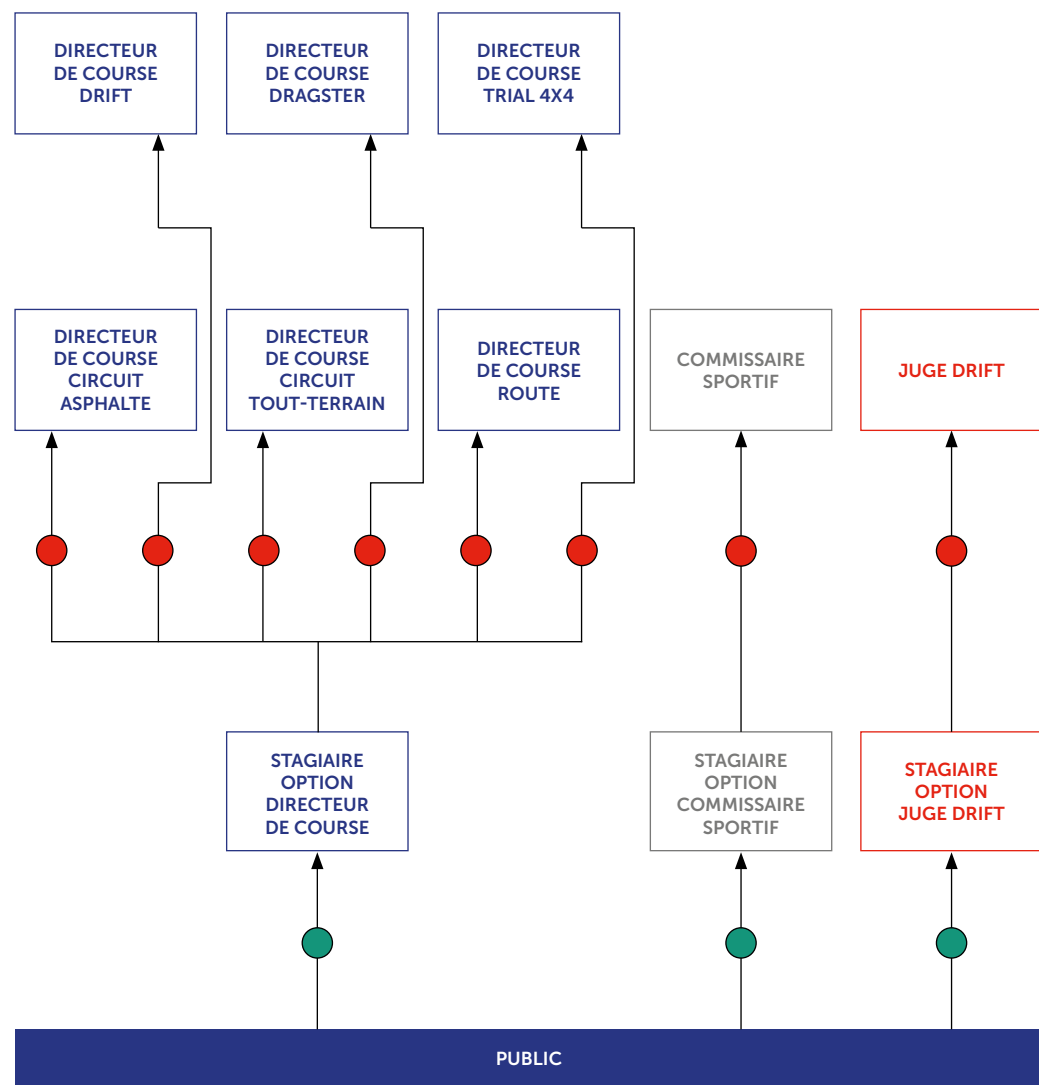 DIRECTEUR
DE COURSE
DRIFT
DIRECTEUR
DE COURSE
DRAGSTER
DIRECTEUR
DE COURSE
TRIAL 4X4
DIRECTEUR
DE COURSE
CIRCUIT
ASPHALTE
DIRECTEUR
DE COURSE
CIRCUIT
TOUT-TERRAIN
DIRECTEUR
DE COURSE
ROUTE
COMMISSAIRE
SPORTIF
JUGE DRIFT
STAGIAIRE
OPTION
DIRECTEUR
DE COURSE
STAGIAIRE
OPTION
COMMISSAIRE
SPORTIF
STAGIAIRE
OPTION
JUGE DRIFT
PUBLIC